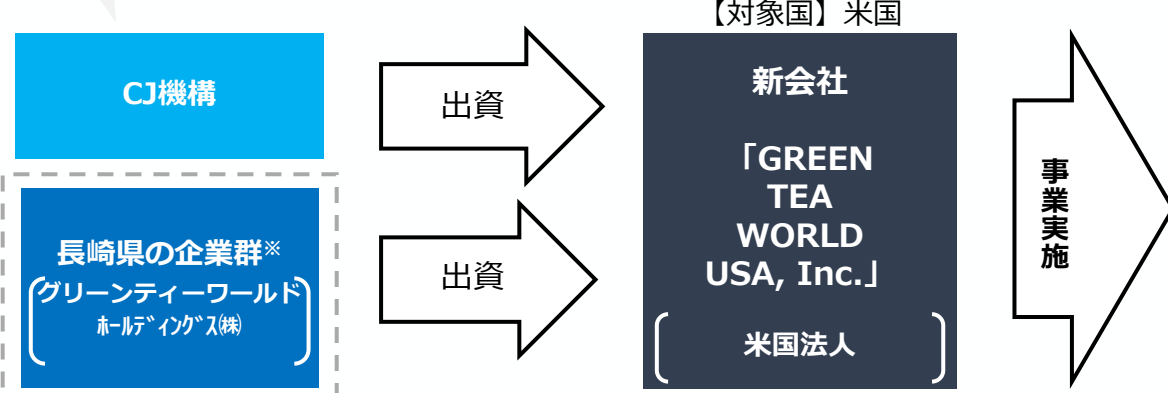 【対象国】米国
CJ機構
出資
新会社
「GREEN
TEA
WORLD
USA, Inc.」
米国法人
長崎県の企業群※
グリーンティーワールド
ﾎｰﾙﾃﾞｨﾝｸﾞｽ㈱
出資
事業実施